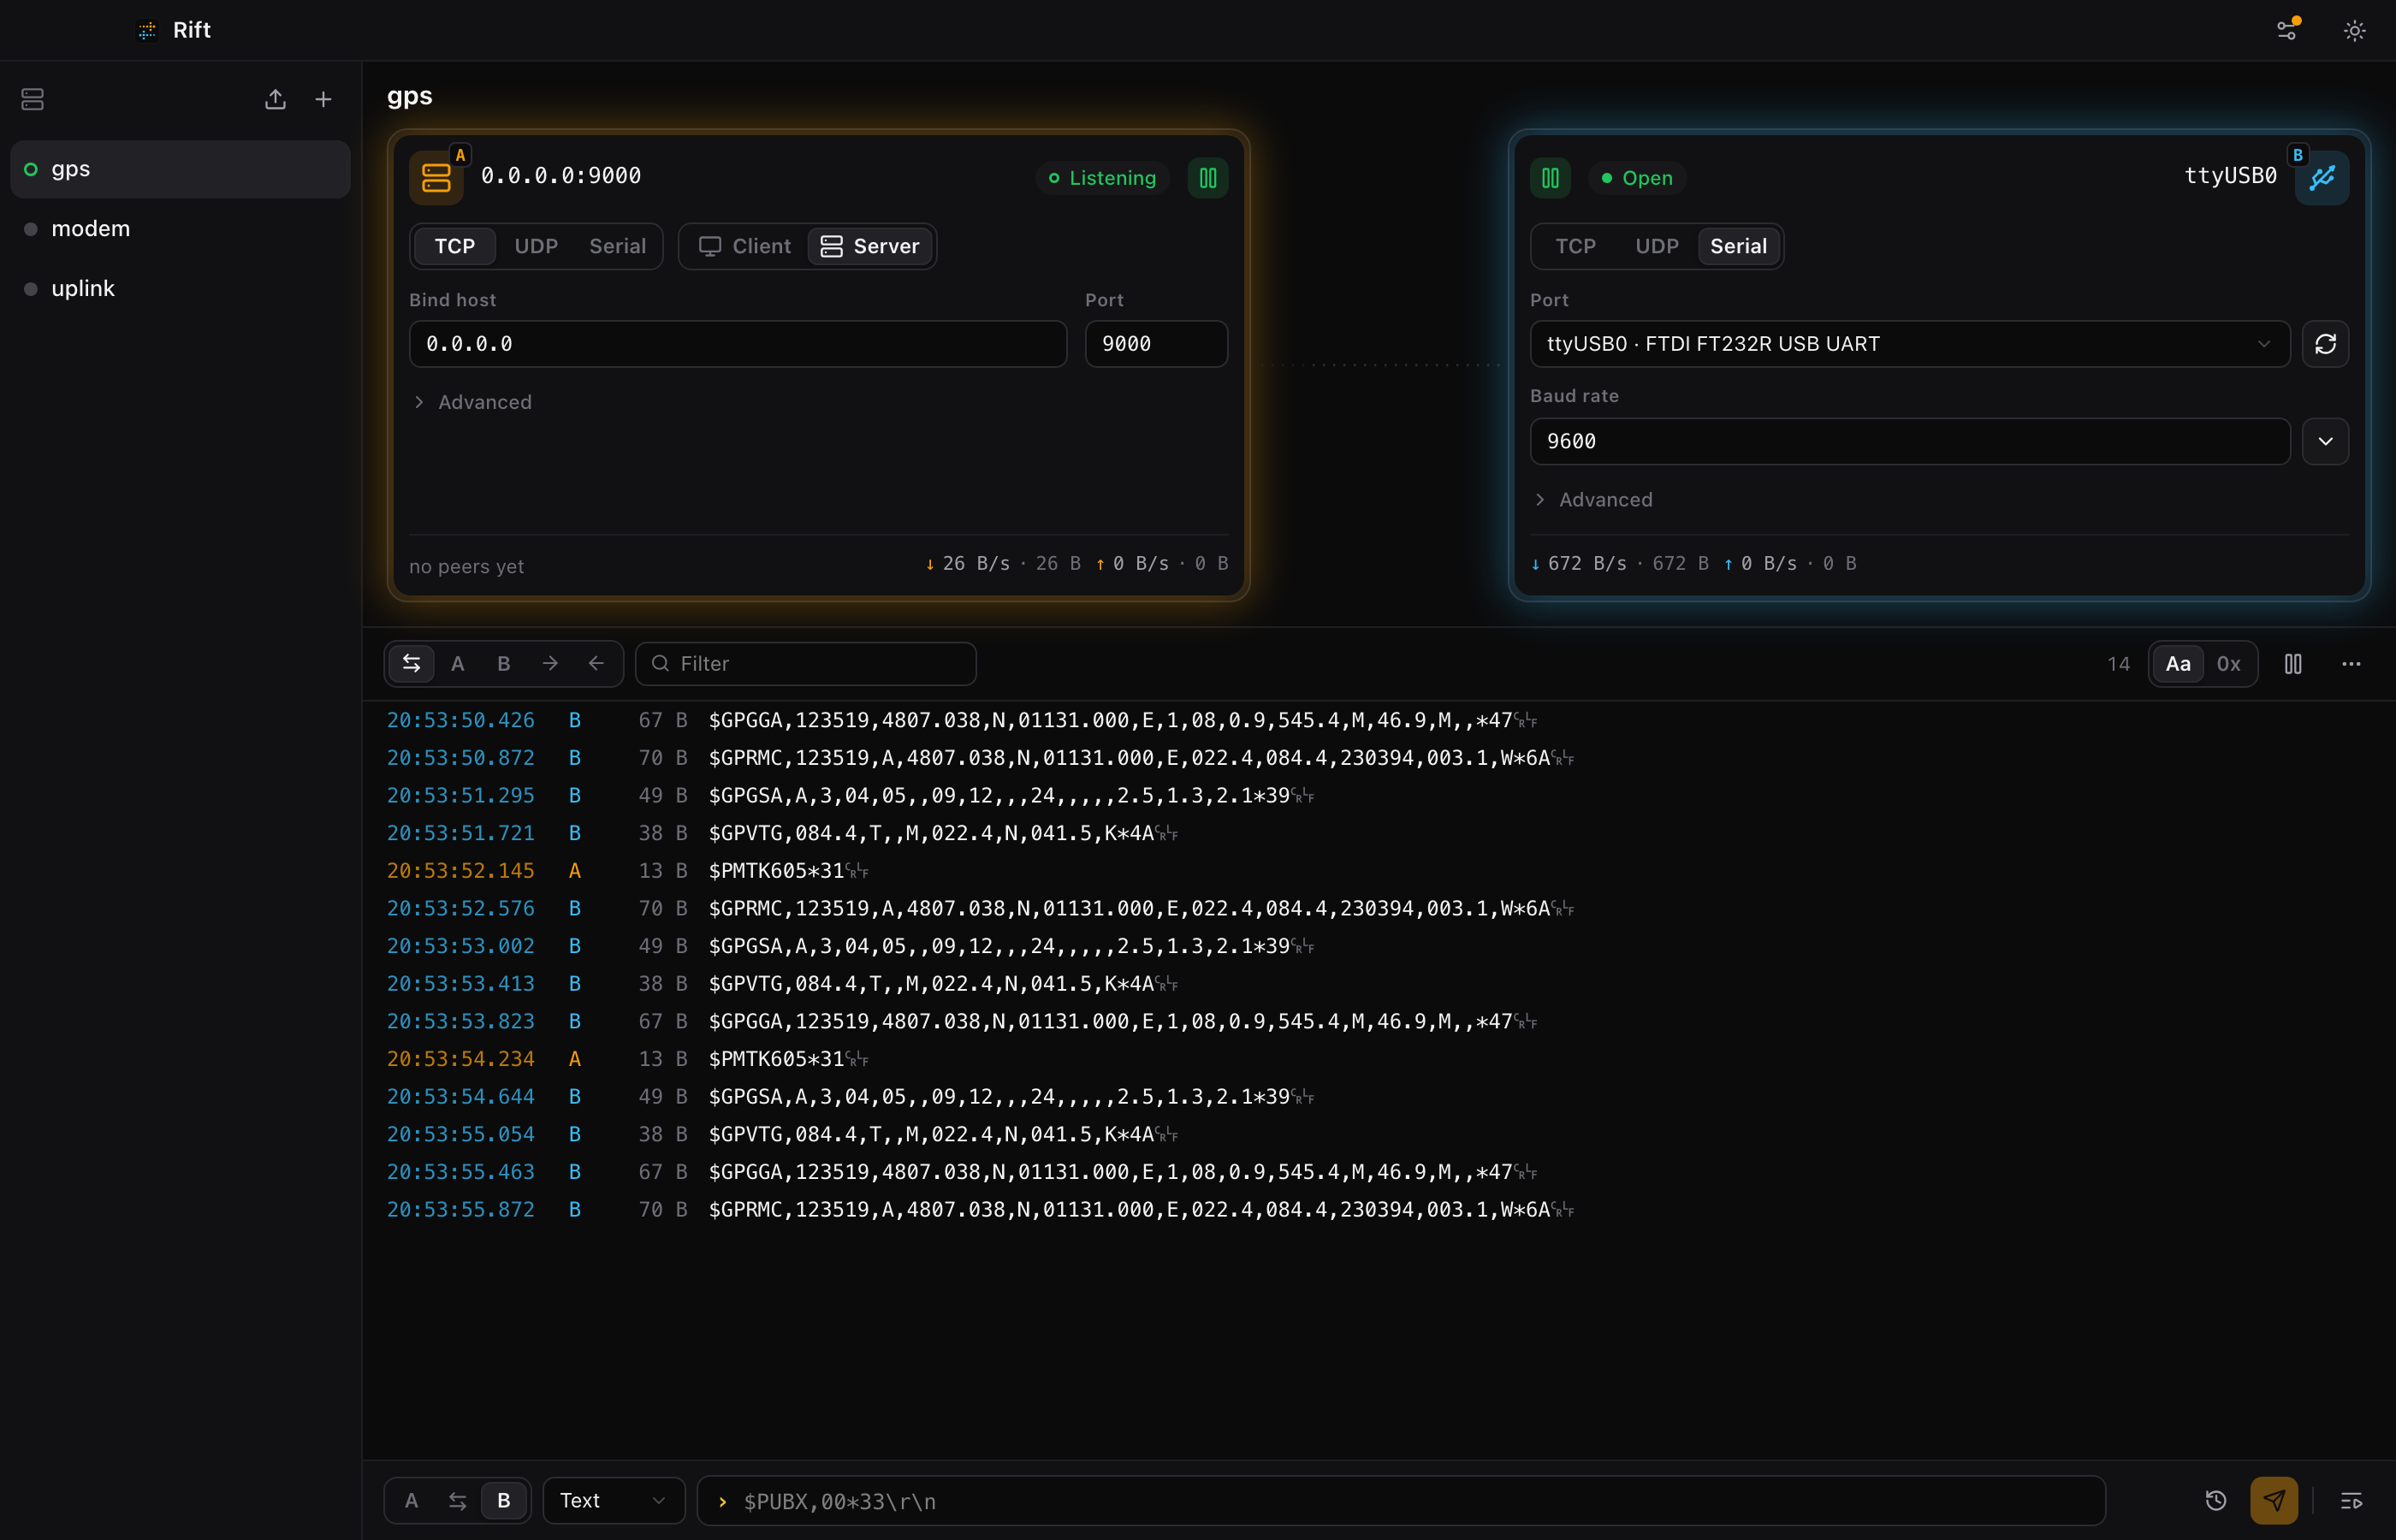 Rift
gps
modem
uplink
gps
A
0.0.0.0:9000
Listening
TCP UDP Serial Client Server
Bind host Port
0.0.0.0 9000
Advanced
no peers yet ↓ 26 B/s · 26 B ↑ 0 B/s · 0 B
Open ttyUSB0 B
TCP UDP Serial
Port
ttyUSB0 · FTDI FT232R USB UART
Baud rate
9600
Advanced
↓ 672 B/s · 672 B ↑ 0 B/s · 0 B
A B Filter 14 Aa 0x
20:53:50.426 B 67 B $GPGGA,123519,4807.038,N,01131.000,E,1,08,0.9,545.4,M,46.9,M,,*47␍␊
20:53:50.872 B 70 B $GPRMC,123519,A,4807.038,N,01131.000,E,022.4,084.4,230394,003.1,W*6A␍␊
20:53:51.295 B 49 B $GPGSA,A,3,04,05,,09,12,,,24,,,,,2.5,1.3,2.1*39␍␊
20:53:51.721 B 38 B $GPVTG,084.4,T,,M,022.4,N,041.5,K*4A␍␊
20:53:52.145 A 13 B $PMTK605*31␍␊
20:53:52.576 B 70 B $GPRMC,123519,A,4807.038,N,01131.000,E,022.4,084.4,230394,003.1,W*6A␍␊
20:53:53.002 B 49 B $GPGSA,A,3,04,05,,09,12,,,24,,,,,2.5,1.3,2.1*39␍␊
20:53:53.413 B 38 B $GPVTG,084.4,T,,M,022.4,N,041.5,K*4A␍␊
20:53:53.823 B 67 B $GPGGA,123519,4807.038,N,01131.000,E,1,08,0.9,545.4,M,46.9,M,,*47␍␊
20:53:54.234 A 13 B $PMTK605*31␍␊
20:53:54.644 B 49 B $GPGSA,A,3,04,05,,09,12,,,24,,,,,2.5,1.3,2.1*39␍␊
20:53:55.054 B 38 B $GPVTG,084.4,T,,M,022.4,N,041.5,K*4A␍␊
20:53:55.463 B 67 B $GPGGA,123519,4807.038,N,01131.000,E,1,08,0.9,545.4,M,46.9,M,,*47␍␊
20:53:55.872 B 70 B $GPRMC,123519,A,4807.038,N,01131.000,E,022.4,084.4,230394,003.1,W*6A␍␊
A B Text › $PUBX,00*33\r\n